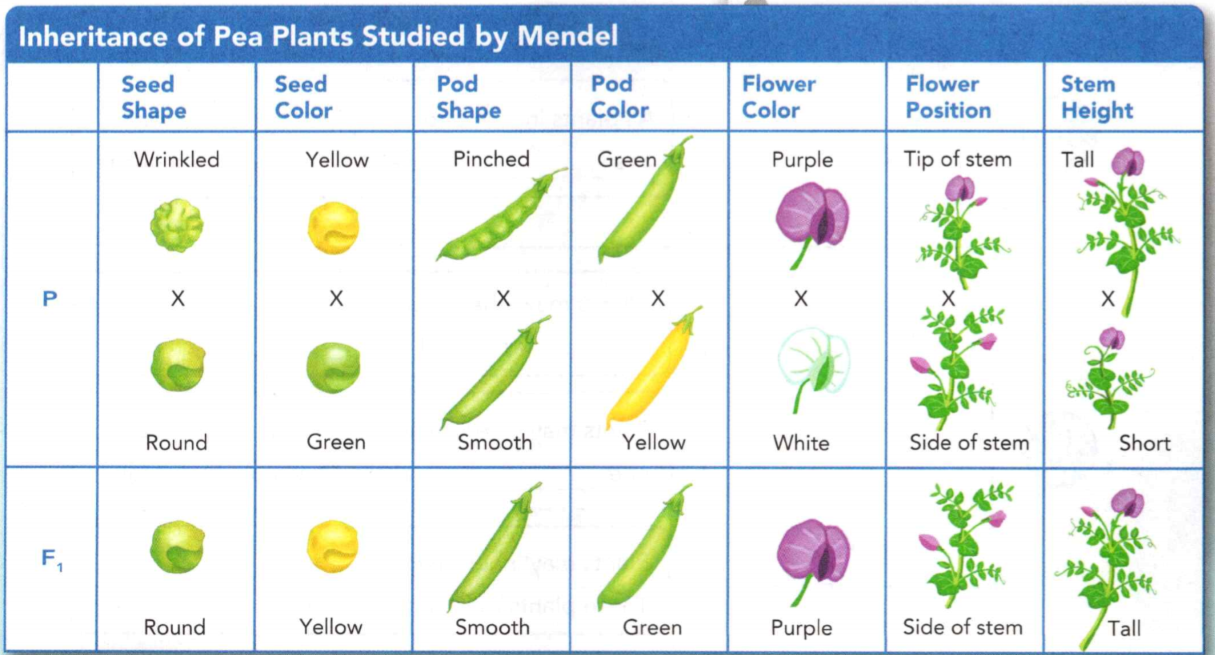 Inheritance of Pea Plants Studied by Mendel
Seed Shape
Seed Color
Pod Shape
Pod Color
Flower Color
Flower Position
Stem Height
P
Wrinkled
Yellow
Pinched
Green
Purple
Tip of stem
Tall
X
X
X
X
X
X
X
Round
Green
Smooth
Yellow
White
Side of stem
Short
F₁
Round
Yellow
Smooth
Green
Purple
Side of stem
Tall